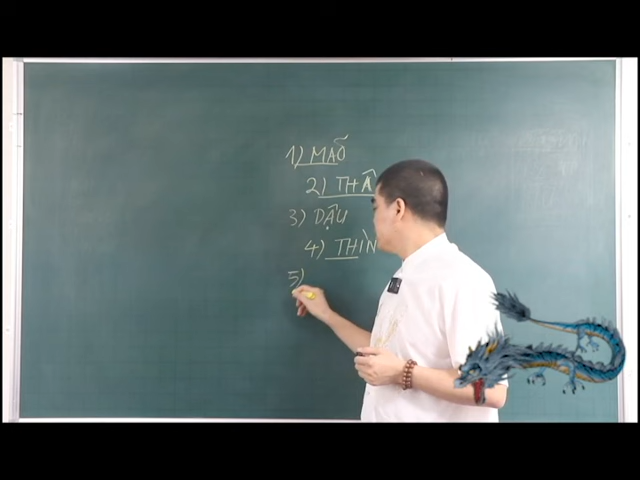 1) MÃO
2) THÂ
3) DẬU
4) THÌN
5)